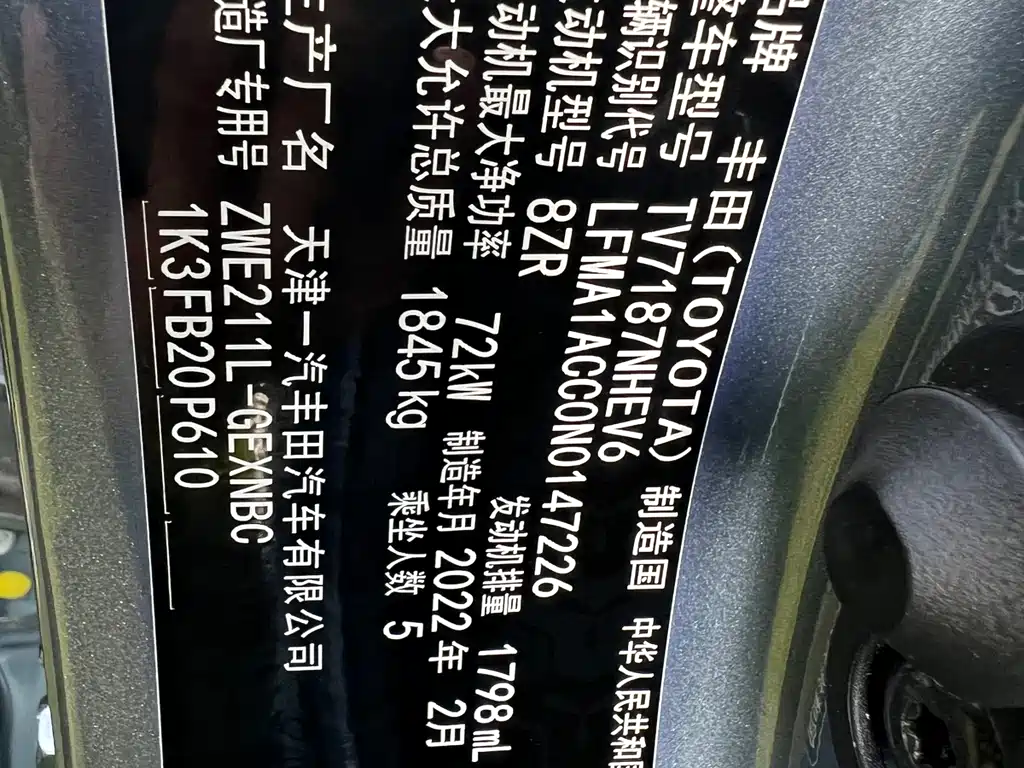 品牌 丰田(TOYOTA) 制造国 中华人民共和国
整车型号 TV7187NHEV6
车辆识别代号 LFMA1ACC0N0147226
发动机型号 8ZR 发动机排量 1798mL
发动机最大净功率 72kW 制造年月 2022年 2月
最大允许总质量 1845kg 乘坐人数 5
生产厂名 天津一汽丰田汽车有限公司
制造厂专用号 ZWE211L-GEXNBC
1K3FB20P610